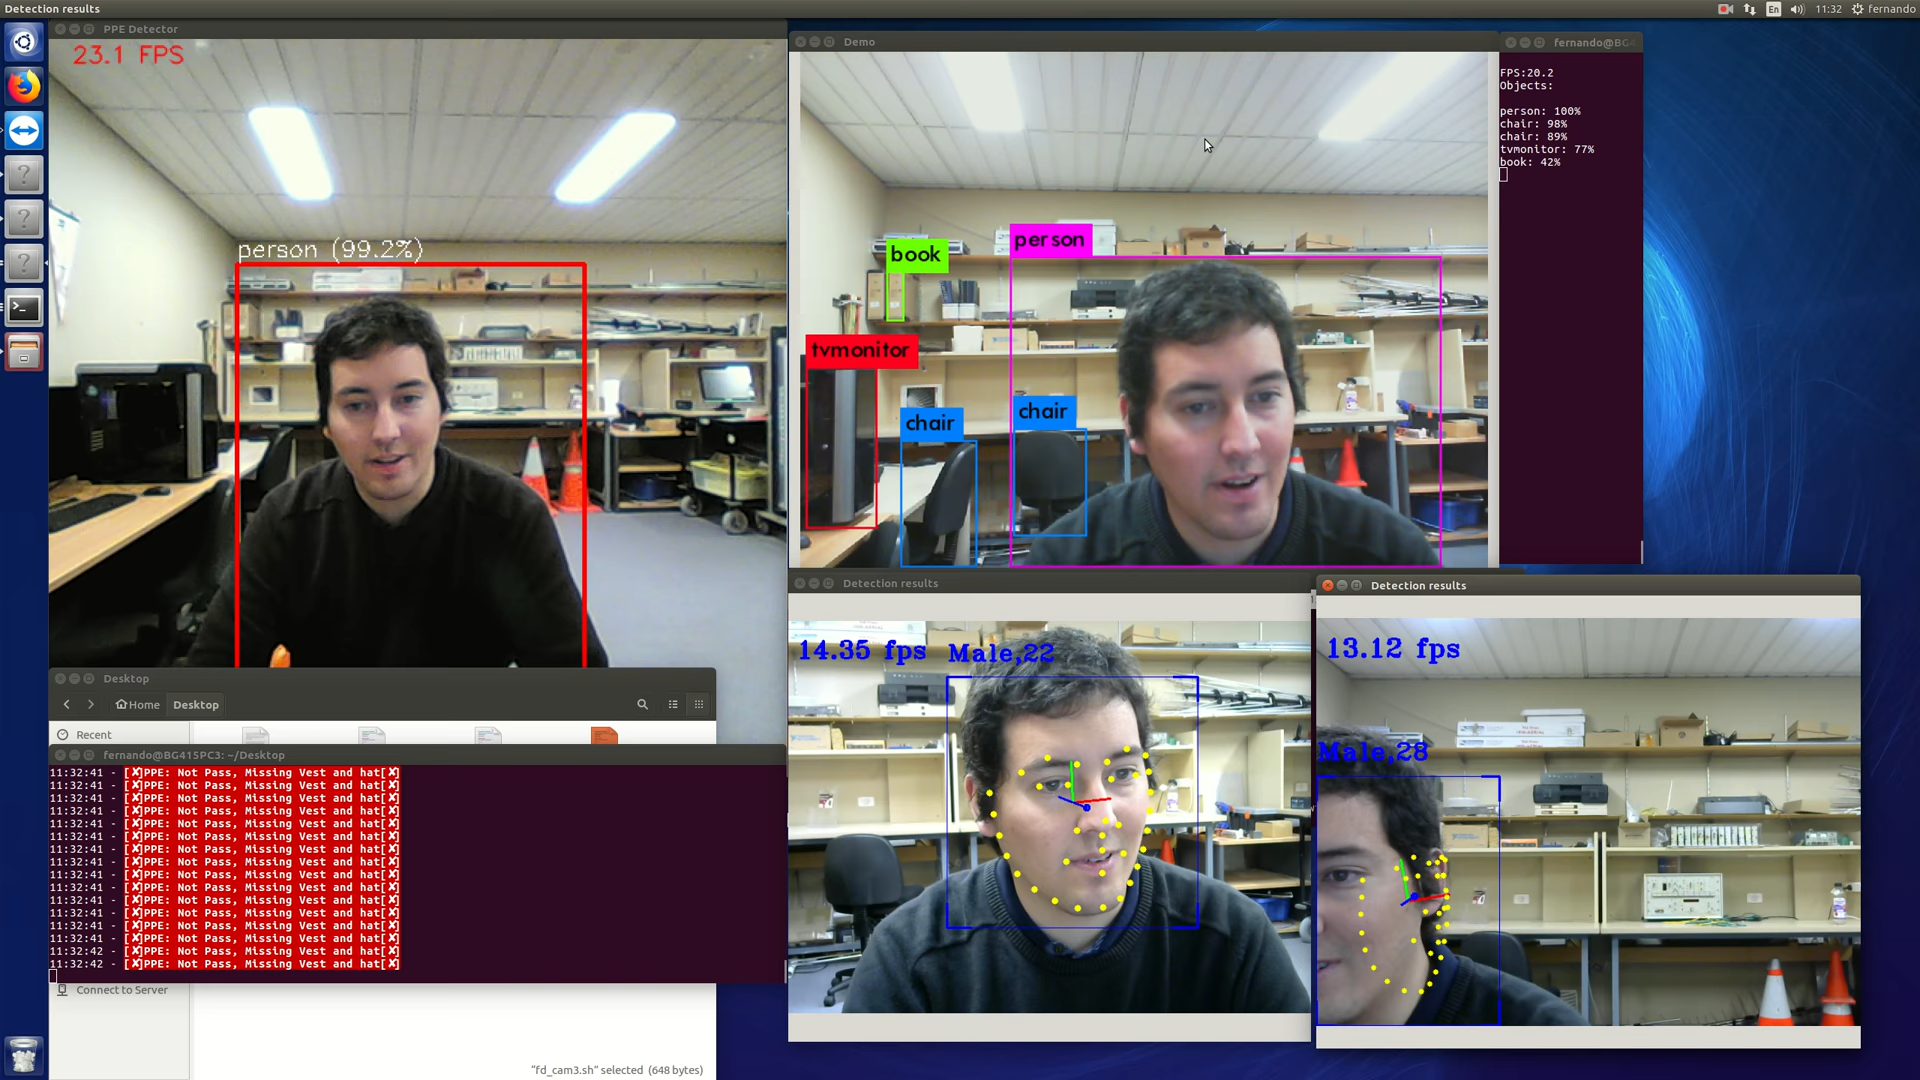 Detection results
En
11:32
fernando
PPE Detector
23.1 FPS
person (99.2%)
Demo
book
person
tvmonitor
chair
chair
fernando@BG4
FPS:20.2
Objects:
person: 100%
chair: 98%
chair: 89%
tvmonitor: 77%
book: 42%
Desktop
Home
Desktop
Recent
fernando@BG415PC3: ~/Desktop
11:32:41 - [✘]PPE: Not Pass, Missing Vest and hat[✘]
11:32:41 - [✘]PPE: Not Pass, Missing Vest and hat[✘]
11:32:41 - [✘]PPE: Not Pass, Missing Vest and hat[✘]
11:32:41 - [✘]PPE: Not Pass, Missing Vest and hat[✘]
11:32:41 - [✘]PPE: Not Pass, Missing Vest and hat[✘]
11:32:41 - [✘]PPE: Not Pass, Missing Vest and hat[✘]
11:32:41 - [✘]PPE: Not Pass, Missing Vest and hat[✘]
11:32:41 - [✘]PPE: Not Pass, Missing Vest and hat[✘]
11:32:41 - [✘]PPE: Not Pass, Missing Vest and hat[✘]
11:32:41 - [✘]PPE: Not Pass, Missing Vest and hat[✘]
11:32:41 - [✘]PPE: Not Pass, Missing Vest and hat[✘]
11:32:41 - [✘]PPE: Not Pass, Missing Vest and hat[✘]
11:32:41 - [✘]PPE: Not Pass, Missing Vest and hat[✘]
11:32:41 - [✘]PPE: Not Pass, Missing Vest and hat[✘]
11:32:42 - [✘]PPE: Not Pass, Missing Vest and hat[✘]
11:32:42 - [✘]PPE: Not Pass, Missing Vest and hat[✘]
Connect to Server
"fd_cam3.sh" selected (648 bytes)
Detection results
14.35 fps Male,22
Detection results
13.12 fps
Male,28